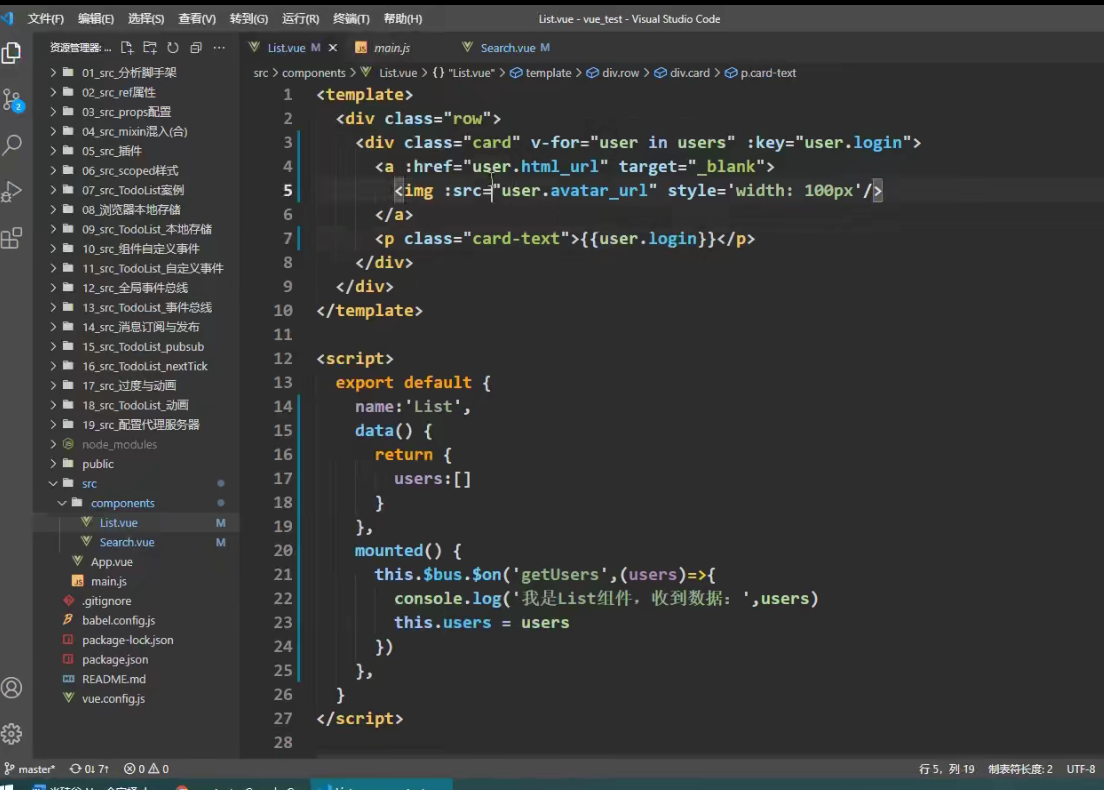 文件(F) 编辑(E) 选择(S) 查看(V) 转到(G) 运行(R) 终端(T) 帮助(H) List.vue - vue_test - Visual Studio Code
资源管理器: ...
List.vue M × JS main.js Search.vue M
src > components > List.vue > {} "List.vue" > template > div.row > div.card > p.card-text
01_src_分析脚手架
02_src_ref属性
03_src_props配置
04_src_mixin混入(合)
05_src_插件
06_src_scoped样式
07_src_TodoList案例
08_浏览器本地存储
09_src_TodoList_本地存储
10_src_组件自定义事件
11_src_TodoList_自定义事件
12_src_全局事件总线
13_src_TodoList_事件总线
14_src_消息订阅与发布
15_src_TodoList_pubsub
16_src_TodoList_nextTick
17_src_过度与动画
18_src_TodoList_动画
19_src_配置代理服务器
node_modules
public
src
components
List.vue M
Search.vue M
App.vue
JS main.js
.gitignore
babel.config.js
package-lock.json
package.json
README.md
vue.config.js
2
1 <template>
2 <div class="row">
3 <div class="card" v-for="user in users" :key="user.login">
4 <a :href="user.html_url" target="_blank">
5 <img :src="user.avatar_url" style='width: 100px'/>
6 </a>
7 <p class="card-text">{{user.login}}</p>
8 </div>
9 </div>
10 </template>
11
12 <script>
13 export default {
14 name:'List',
15 data() {
16 return {
17 users:[]
18 }
19 },
20 mounted() {
21 this.$bus.$on('getUsers',(users)=>{
22 console.log('我是List组件，收到数据：',users)
23 this.users = users
24 })
25 },
26 }
27 </script>
28
master* 0↓ 7↑ 0 0 行 5，列 19 制表符长度: 2 UTF-8